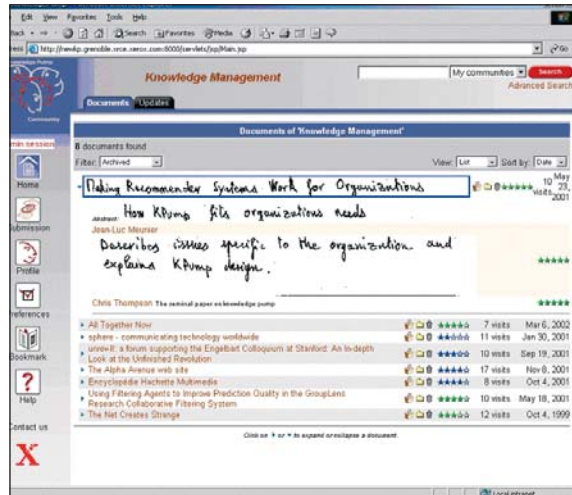 Edit View Favorites Tools Help
Back Search Favorites Media
http://newkp.grenoble.xrce.xerox.com:8000/servlets/jsp/Main.jsp Go
Knowledge Management
My communities Search
Advanced Search
Community
Documents Updates
Documents of 'Knowledge Management'
8 documents found
Filter: Archived View: List Sort by: Date
Home
Submission
Profile
References
Bookmark
Help
Contact us
X
Making Recommender Systems Work for Organizations 10 visits May 23, 2001
Abstract: How KPump fits organizations needs
Jean-Luc Meunier
Describes issues specific to the organization and
explains KPump design.
Chris Thompson The seminal paper on knowledge pump
All Together Now 7 visits Mar 6, 2002
sphere - communicating technology worldwide 11 visits Jan 30, 2001
unrev-II: a forum supporting the Engelbart Colloquium at Stanford: An In-depth
Look at the Unfinished Revolution 10 visits Sep 19, 2001
The Alpha Avenue web site 17 visits Nov 8, 2001
Encyclopédie Hachette Multimedia 8 visits Oct 4, 2001
Using Filtering Agents to Improve Prediction Quality in the GroupLens
Research Collaborative Filtering System 10 visits May 18, 2001
The Net Creates Strange 12 visits Oct 4, 1999
Click on or to expand or collapse a document.
Local intranet